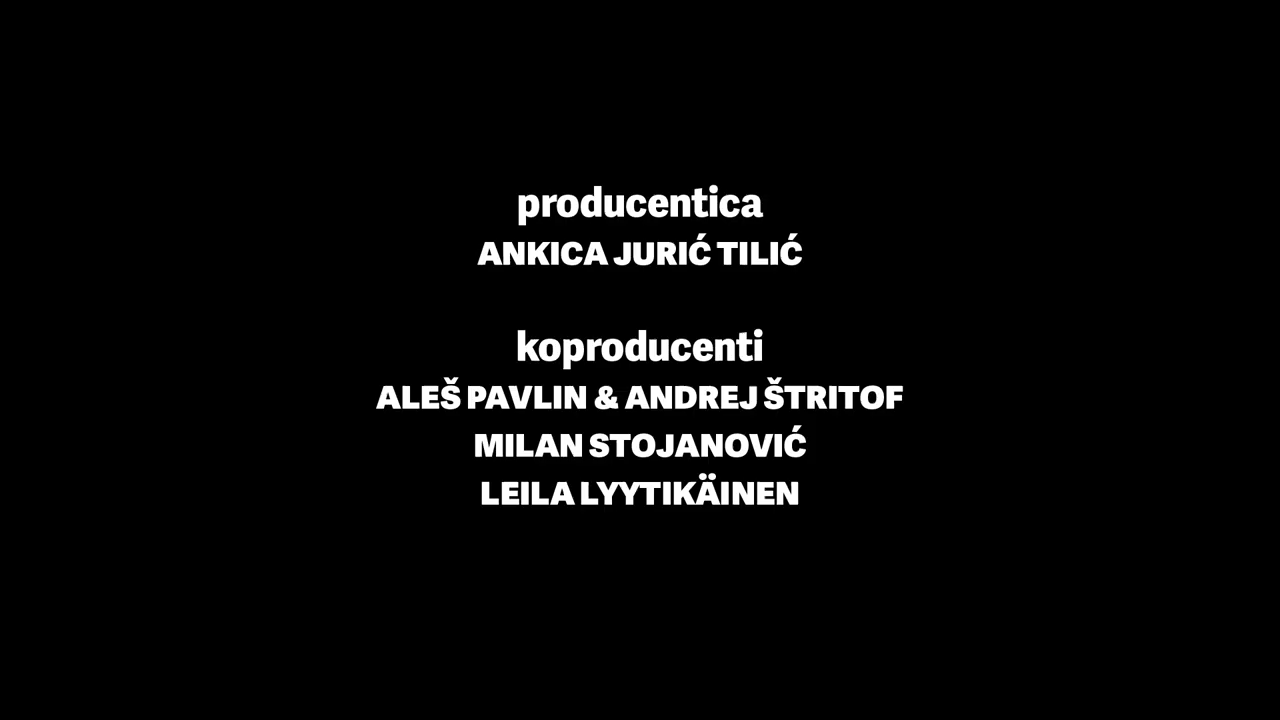 producentica
ANKICA JURIĆ TILIĆ
koproducenti
ALEŠ PAVLIN & ANDREJ ŠTRITOF
MILAN STOJANOVIĆ
LEILA LYYTIKÄINEN